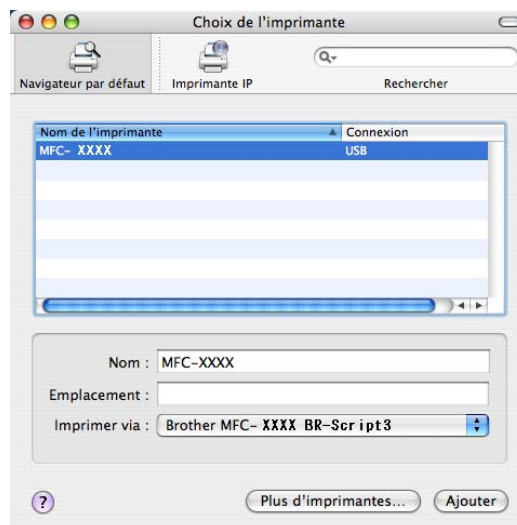 Choix de l'imprimante
Navigateur par défaut Imprimante IP Rechercher
Nom de l'imprimante Connexion
MFC- XXXX USB
Nom : MFC-XXXX
Emplacement :
Imprimer via : Brother MFC- XXXX BR-Script3
? Plus d'imprimantes... Ajouter